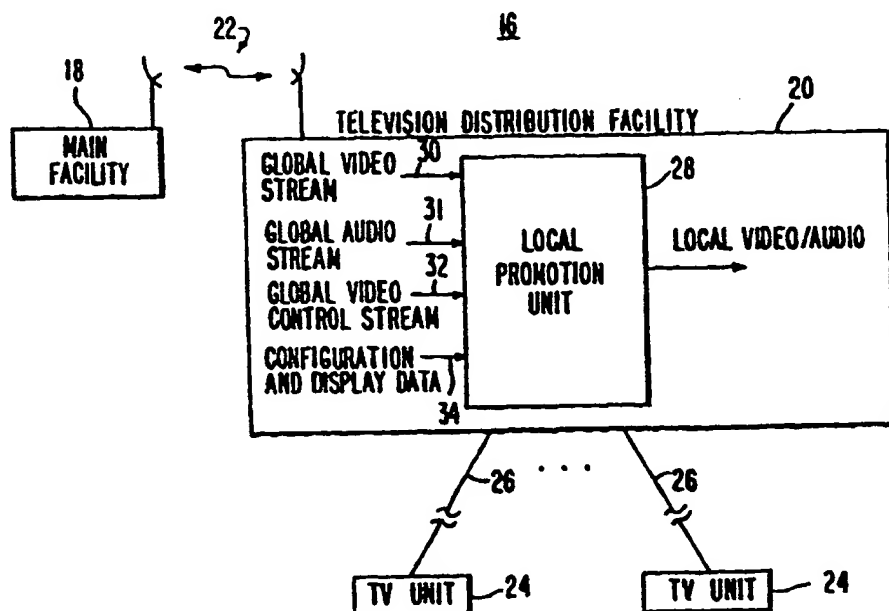 16
22
18
MAIN
FACILITY
20
TELEVISION DISTRIBUTION FACILITY
GLOBAL VIDEO
STREAM
30
28
GLOBAL AUDIO
STREAM
31
LOCAL
PROMOTION
UNIT
LOCAL VIDEO/AUDIO
GLOBAL VIDEO
CONTROL STREAM
32
CONFIGURATION
AND DISPLAY DATA
34
26
. . .
26
TV UNIT
24
TV UNIT
24